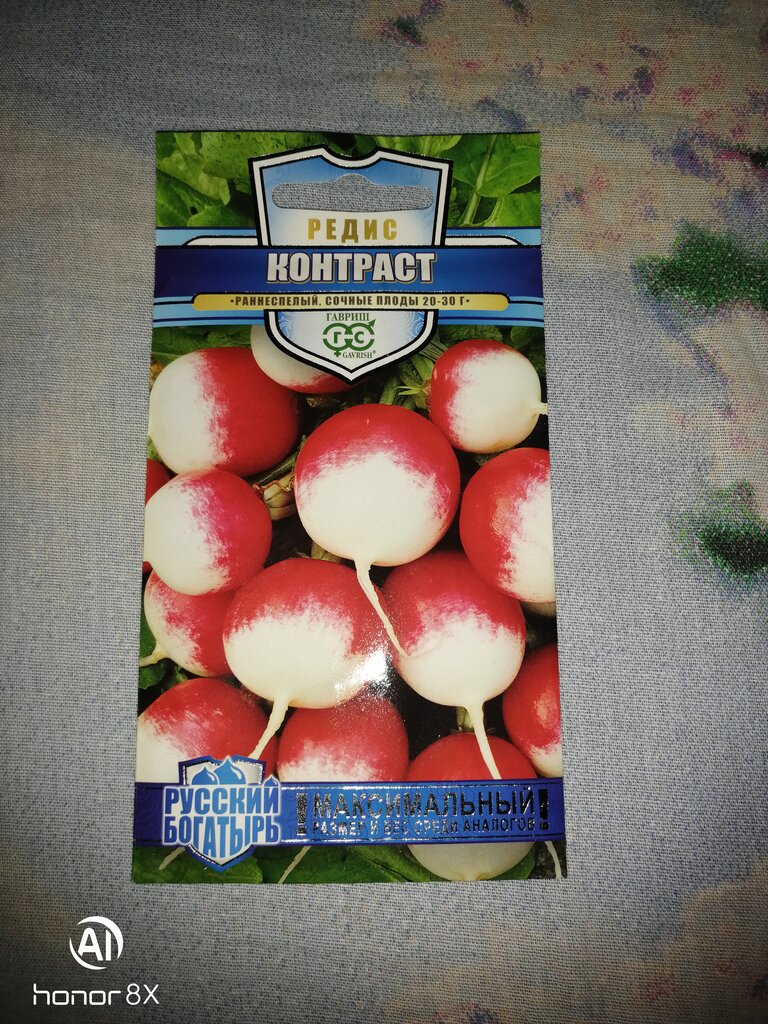 РЕДИС
КОНТРАСТ
•РАННЕСПЕЛЫЙ, СОЧНЫЕ ПЛОДЫ 20-30 Г•
ГАВРИШ
ГС
GAVRISH®
РУССКИЙ
БОГАТЫРЬ
!МАКСИМАЛЬНЫЙ!
РАЗМЕР И ВЕС СРЕДИ АНАЛОГОВ
AI
honor 8X